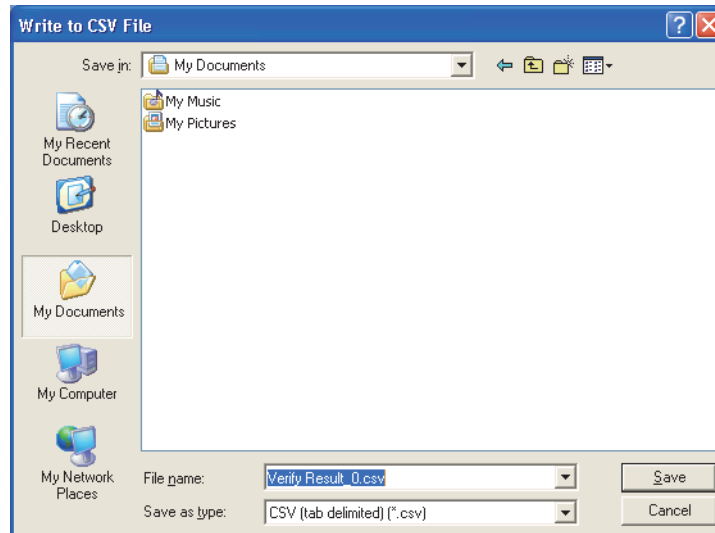 Write to CSV File
Save in: My Documents
My Music
My Pictures
My Recent
Documents
Desktop
My Documents
My Computer
My Network
Places
File name: Verify Result_0.csv Save
Save as type: CSV (tab delimited) (*.csv) Cancel